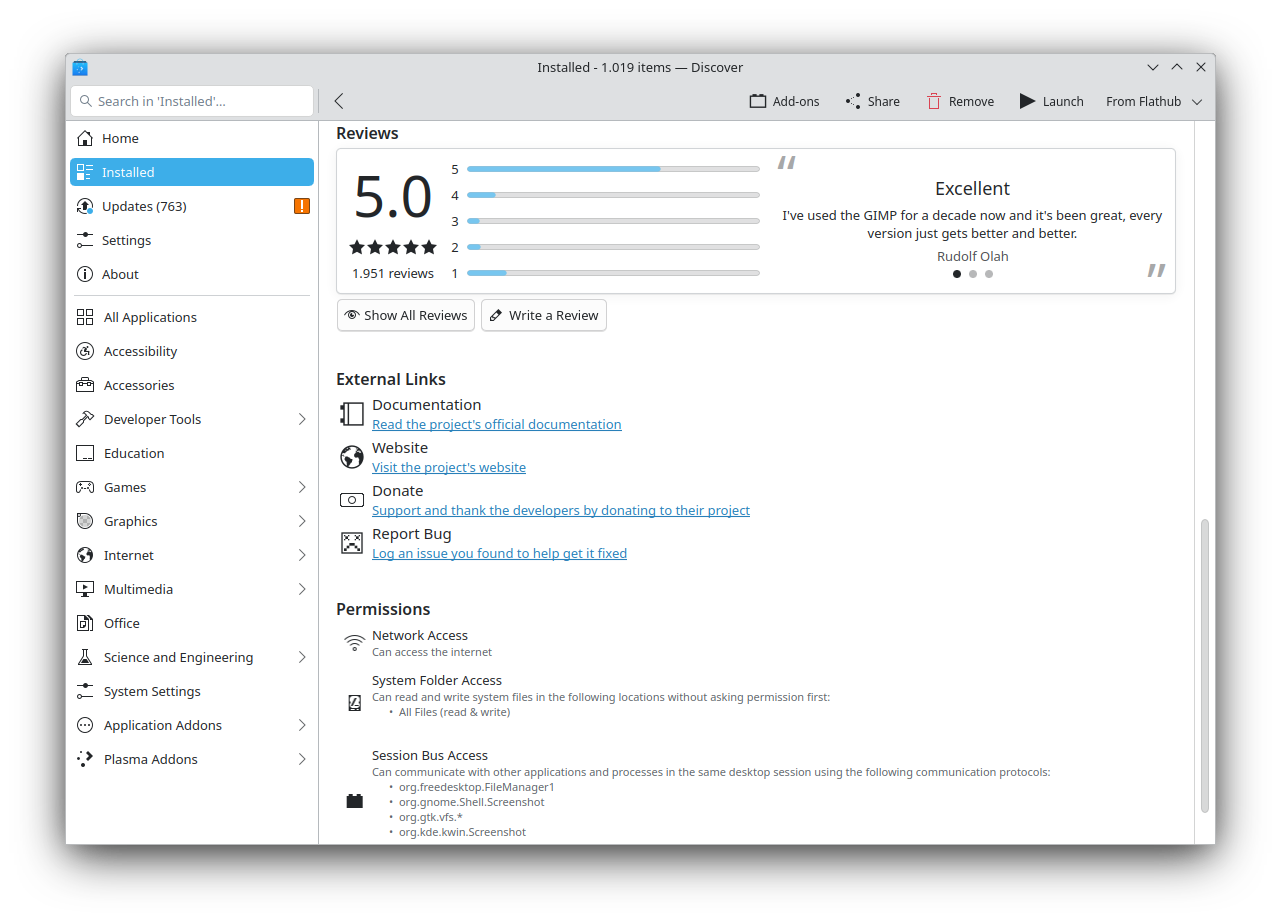 Installed - 1.019 items — Discover
Search in 'Installed'...
Add-ons
Share
Remove
Launch
From Flathub
Home
Installed
Updates (763)
Settings
About
All Applications
Accessibility
Accessories
Developer Tools
Education
Games
Graphics
Internet
Multimedia
Office
Science and Engineering
System Settings
Application Addons
Plasma Addons
Reviews
5.0
1.951 reviews
5
4
3
2
1
“
Excellent
I've used the GIMP for a decade now and it's been great, every
version just gets better and better.
Rudolf Olah
”
Show All Reviews
Write a Review
External Links
Documentation
Read the project's official documentation
Website
Visit the project's website
Donate
Support and thank the developers by donating to their project
Report Bug
Log an issue you found to help get it fixed
Permissions
Network Access
Can access the internet
System Folder Access
Can read and write system files in the following locations without asking permission first:
• All Files (read & write)
Session Bus Access
Can communicate with other applications and processes in the same desktop session using the following communication protocols:
• org.freedesktop.FileManager1
• org.gnome.Shell.Screenshot
• org.gtk.vfs.*
• org.kde.kwin.Screenshot